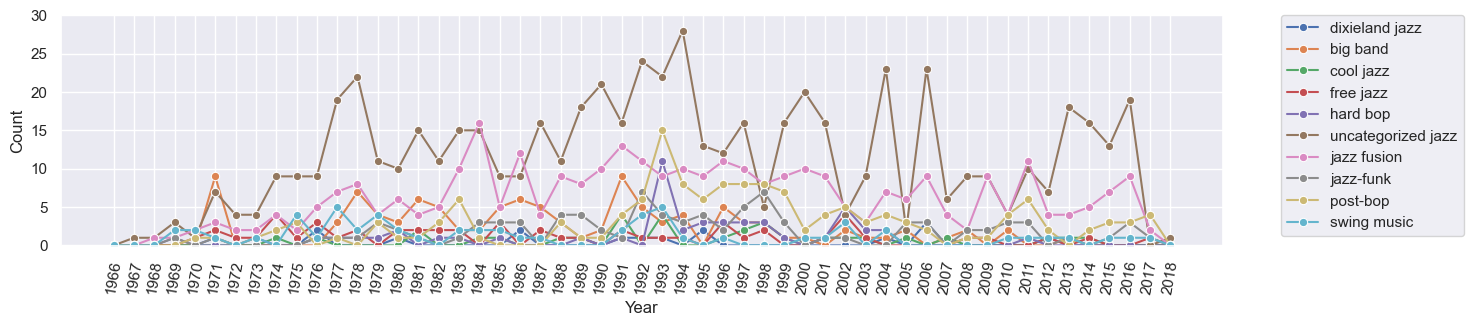 30
25
20
15
10
5
0
Count
1966 1967 1968 1969 1970 1971 1972 1973 1974 1975 1976 1977 1978 1979 1980 1981 1982 1983 1984 1985 1986 1987 1988 1989 1990 1991 1992 1993 1994 1995 1996 1997 1998 1999 2000 2001 2002 2003 2004 2005 2006 2007 2008 2009 2010 2011 2012 2013 2014 2015 2016 2017 2018
Year
dixieland jazz
big band
cool jazz
free jazz
hard bop
uncategorized jazz
jazz fusion
jazz-funk
post-bop
swing music